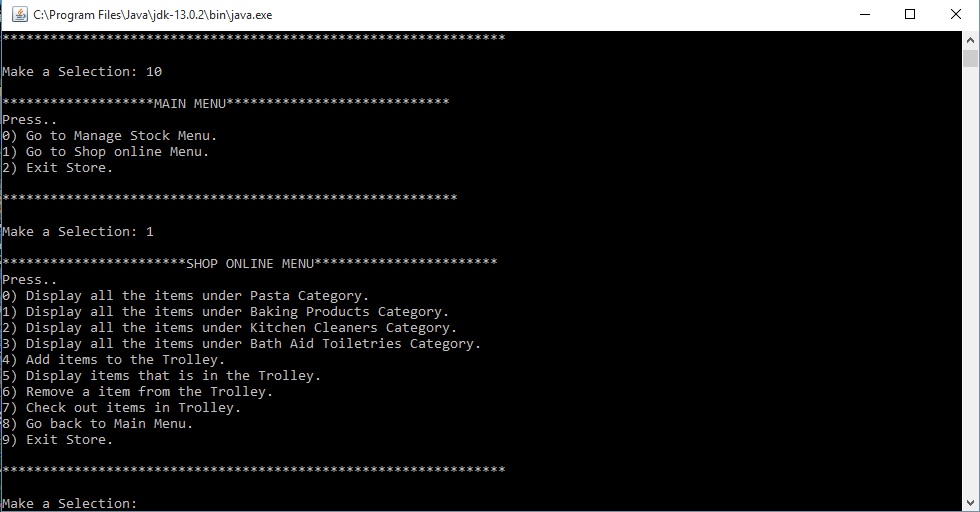 C:\Program Files\Java\jdk-13.0.2\bin\java.exe
***************************************************************
Make a Selection: 10
*******************MAIN MENU****************************
Press..
0) Go to Manage Stock Menu.
1) Go to Shop online Menu.
2) Exit Store.
*********************************************************
Make a Selection: 1
***********************SHOP ONLINE MENU***********************
Press..
0) Display all the items under Pasta Category.
1) Display all the items under Baking Products Category.
2) Display all the items under Kitchen Cleaners Category.
3) Display all the items under Bath Aid Toiletries Category.
4) Add items to the Trolley.
5) Display items that is in the Trolley.
6) Remove a item from the Trolley.
7) Check out items in Trolley.
8) Go back to Main Menu.
9) Exit Store.
***************************************************************
Make a Selection: